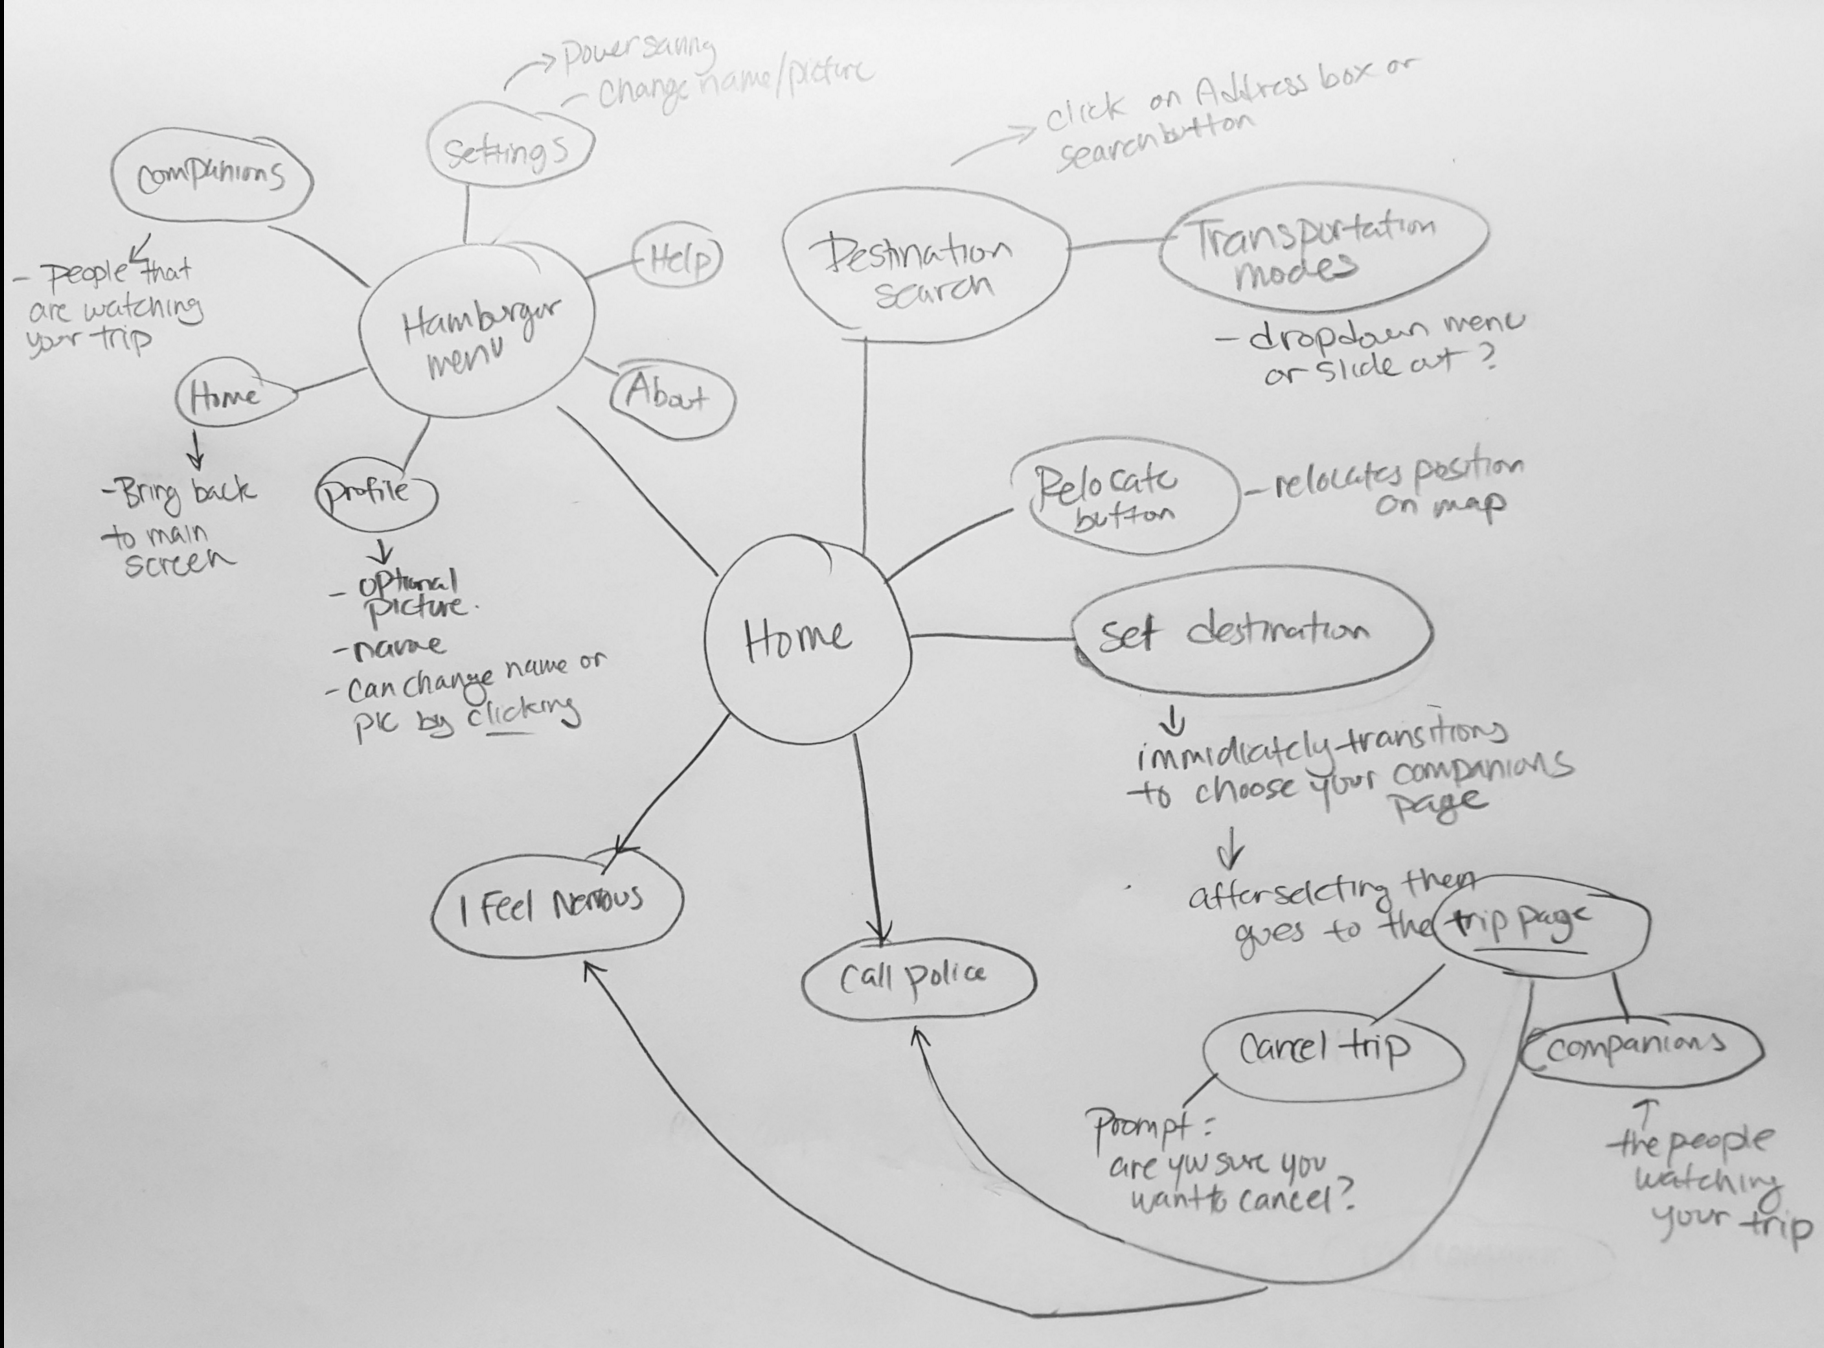 Power saving
- Change name/picture
Settings
Companions
- People that
are watching
your trip
Help
Hamburger
menu
About
Home
- Bring back
to main
screen
Profile
- optional
picture.
- name
- Can change name or
pic by clicking
click on Address box or
search button
Destination
search
Transportation
modes
- dropdown menu
or slide out?
Relocate
button
- relocates position
on map
Home
Set destination
immidiately transitions
to choose your companions
page
after selecting then
goes to the trip page
I Feel Nervous
Call police
Cancel trip
Companions
Prompt:
are you sure you
want to cancel?
the people
watching
your trip